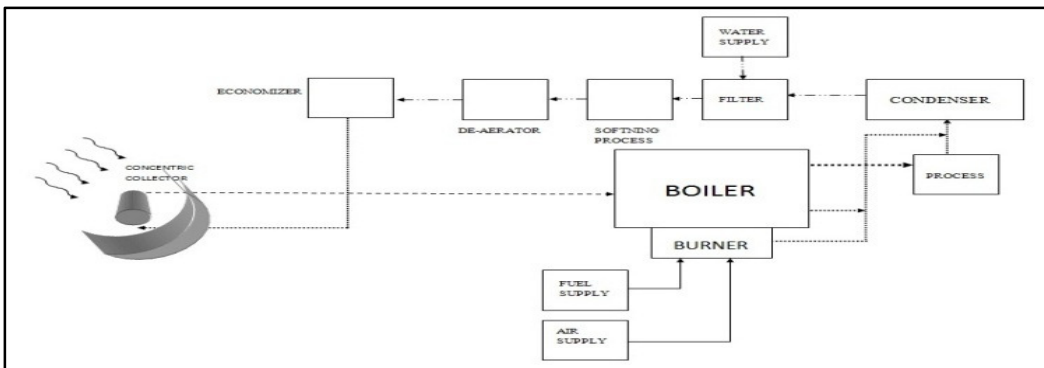 WATER
SUPPLY
ECONOMIZER
DE-AERATOR
SOFTNING
PROCESS
FILTER
CONDENSER
CONCENTRIC
COLLECTOR
BOILER
PROCESS
BURNER
FUEL
SUPPLY
AIR
SUPPLY